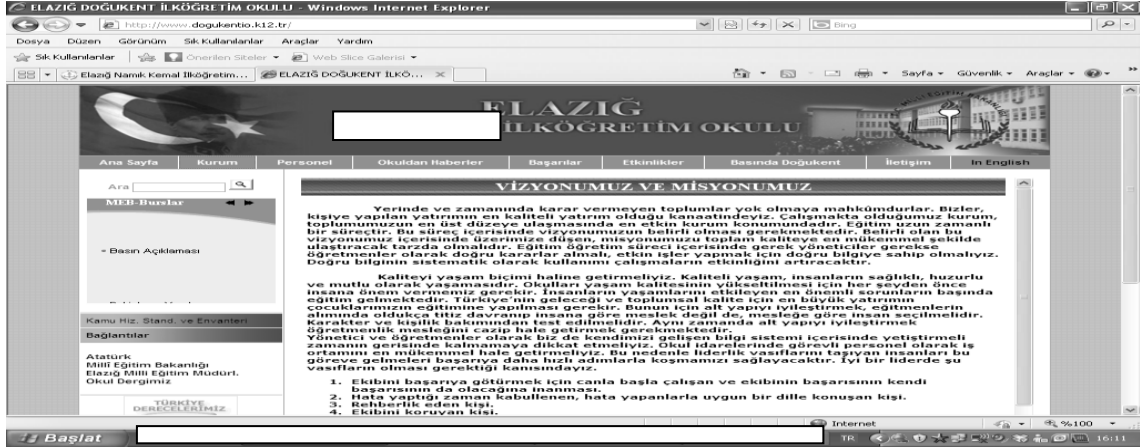 ELAZIĞ DOĞUKENT İLKÖĞRETİM OKULU - Windows Internet Explorer
http://www.dogukentio.k12.tr/
Bing
Dosya Düzen Görünüm Sık Kullanılanlar Araçlar Yardım
Sık Kullanılanlar Önerilen Siteler Web Slice Galerisi
Elazığ Namık Kemal İlköğretim... ELAZIĞ DOĞUKENT İLKÖ... Sayfa Güvenlik Araçlar
ELAZIĞ
İLKÖĞRETİM OKULU
Ana Sayfa Kurum Personel Okuldan Haberler Başarılar Etkinlikler Basında Doğukent İletişim In English
Ara
MEB-Burslar
- Basın Açıklaması
Kamu Hiz. Stand. ve Envanteri
Bağlantılar
Atatürk
Milli Eğitim Bakanlığı
Elazığ Milli Eğitim Müdürl.
Okul Dergimiz
TÜRKİYE
DERECELERİMİZ
VİZYONUMUZ VE MİSYONUMUZ
Yerinde ve zamanında karar vermeyen toplumlar yok olmaya mahkûmdurlar. Bizler,
kişiye yapılan yatırımın en kaliteli yatırım olduğu kanaatindeyiz. Çalışmakta olduğumuz kurum,
toplumumuzun en üst düzeye ulaşmasında en etkin kurum konumundadır. Eğitim uzun zamanlı
bir süreçtir. Bu süreç içerisinde vizyonumuzun belirli olması gerekmektedir. Belirli olan bu
vizyonumuz içerisinde üzerimize düşen, misyonumuzu toplam kaliteye en mükemmel şekilde
ulaştıracak tarzda olmalıdır. Eğitim öğretim süreci içerisinde gerek yöneticiler gerekse
öğretmenler olarak doğru kararlar almalı, etkin işler yapmak için doğru bilgiye sahip olmalıyız.
Doğru bilginin sistematik olarak kullanımı çalışmaların etkinliğini artıracaktır.
Kaliteyi yaşam biçimi haline getirmeliyiz. Kaliteli yaşam, insanların sağlıklı, huzurlu
ve mutlu olarak yaşamasıdır. Okulları yaşam kalitesinin yükseltilmesi için her şeyden önce
insana önem vermemiz gerekir. İnsanların yaşamlarını etkileyen en önemli sorunların başında
eğitim gelmektedir. Türkiye'nin geleceği ve toplumsal kalite için en büyük yatırımın
çocuklarımızın eğitimine yapılması gerekir. Bunun için alt yapıyı iyileştirmek, eğitmenlerin
alımında oldukça titiz davranıp insana göre meslek değil de, mesleğe göre insan seçilmelidir.
Karakter ve kişilik bakımından test edilmelidir. Aynı zamanda alt yapıyı iyileştirmek
öğretmenlik mesleğini cazip hale getirmek gerekmektedir.
Yönetici ve öğretmenler olarak biz de kendimizi gelişen bilgi sistemi içerisinde yetiştirmeli
zamanın gerisinde kalmamaya dikkat etmeliyiz. Okul idarelerinde görevli personel olarak iş
ortamını en mükemmel hale getirmeliyiz. Bu nedenle liderlik vasıflarını taşıyan insanları bu
göreve gelmeleri başarıya daha hızlı adımlarla koşmamızı sağlayacaktır. İyi bir liderde şu
vasıfların olması gerektiği kanısındayız.
1. Ekibini başarıya götürmek için canla başla çalışan ve ekibinin başarısının kendi
başarısının da olacağına inanması.
2. Hata yaptığı zaman kabullenen, hata yapanlarla uygun bir dille konuşan kişi.
3. Rehberlik eden kişi.
4. Ekibini koruyan kişi.
Internet %100
Başlat TR 16:11